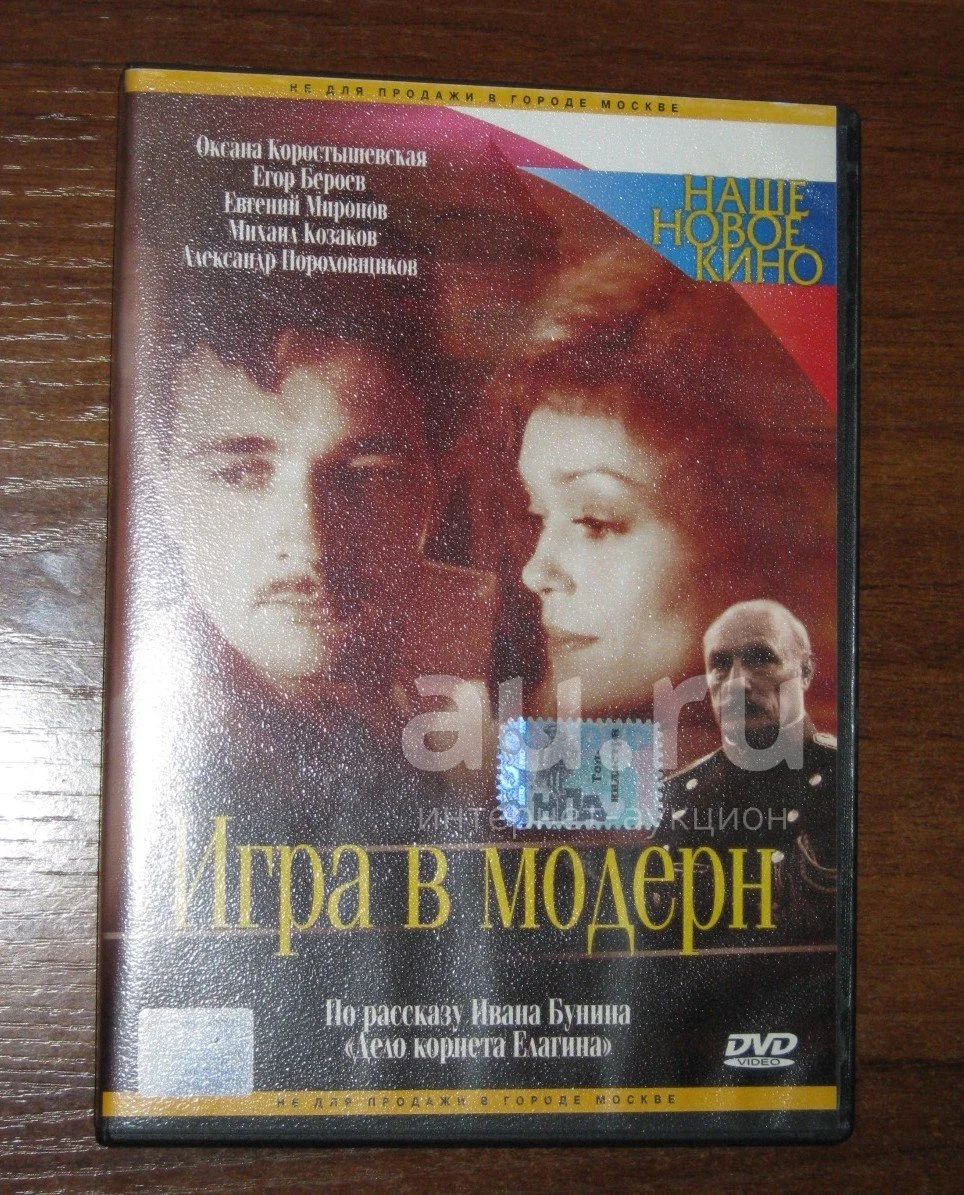 НЕ ДЛЯ ПРОДАЖИ В ГОРОДЕ МОСКВЕ
Оксана Коростышевская
Егор Бероев
Евгений Миронов
Михаил Козаков
Александр Пороховщиков
НАШЕ
НОВОЕ
КИНО
au.ru
интернет-аукцион
Игра в модерн
По рассказу Ивана Бунина
«Дело корнета Елагина»
DVD
VIDEO
НЕ ДЛЯ ПРОДАЖИ В ГОРОДЕ МОСКВЕ